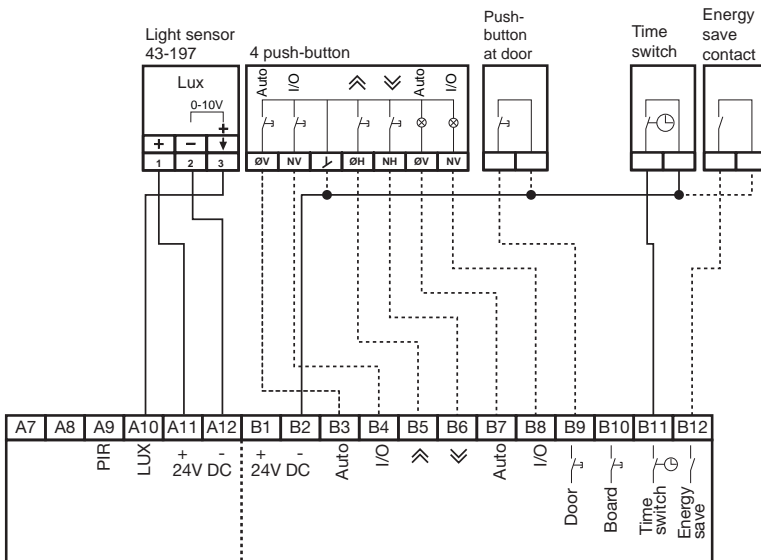 Light sensor
43-197
4 push-button
Push-
button
at door
Time
switch
Energy
save
contact
Lux
0-10V
+ − +
1 2 3
Auto I/O Auto I/O
ØV NV ØH NH ØV NV
A7 A8 A9 A10 A11 A12 B1 B2 B3 B4 B5 B6 B7 B8 B9 B10 B11 B12
PIR
LUX
+ -
24V DC
+ -
24V DC
Auto
I/O
Auto
I/O
Door
Board
Time
switch
Energy
save